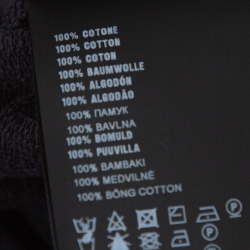 100% COTONE
100% COTTON
100% COTON
100% BAUMWOLLE
100% ALGODÓN
100% ALGODÃO
100% ПАМУК
100% BAVLNA
100% BOMULD
100% PUUVILLA
100% BAMBAKI
100% MEDVILNĖ
100% BÔNG COTTON